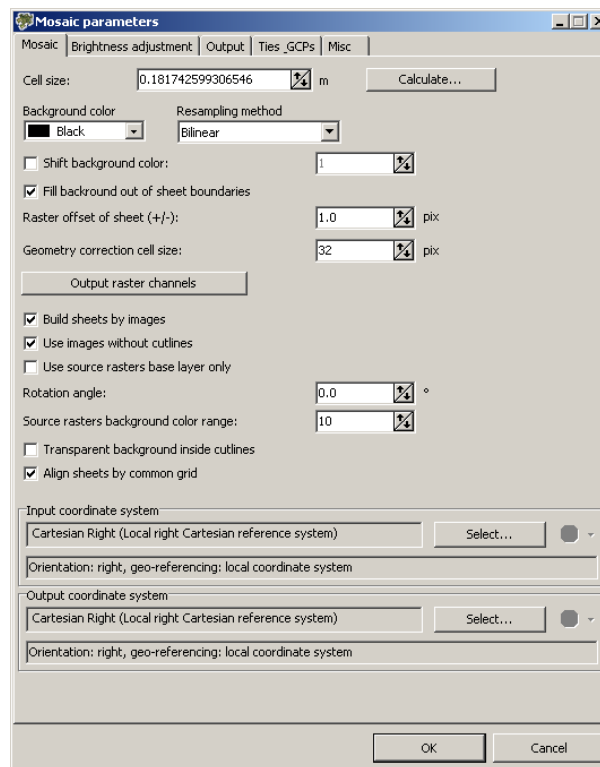 Mosaic parameters
Mosaic Brightness adjustment Output Ties _GCPs Misc
Cell size: 0.181742599306546 m Calculate...
Background color Resampling method
Black Bilinear
Shift background color: 1
Fill backround out of sheet boundaries
Raster offset of sheet (+/-): 1.0 pix
Geometry correction cell size: 32 pix
Output raster channels
Build sheets by images
Use images without cutlines
Use source rasters base layer only
Rotation angle: 0.0 °
Source rasters background color range: 10
Transparent background inside cutlines
Align sheets by common grid
Input coordinate system
Cartesian Right (Local right Cartesian reference system) Select...
Orientation: right, geo-referencing: local coordinate system
Output coordinate system
Cartesian Right (Local right Cartesian reference system) Select...
Orientation: right, geo-referencing: local coordinate system
OK Cancel